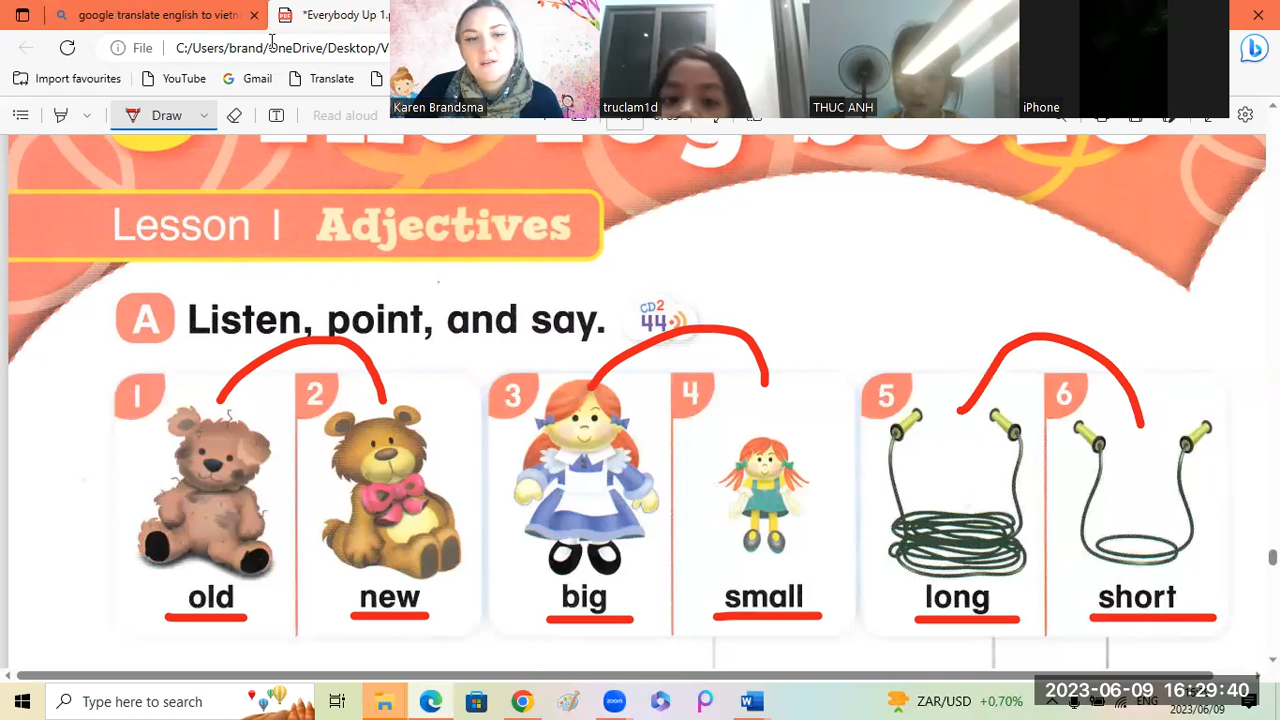 google translate english to vietn
*Everybody Up 1.p
File
C:/Users/brand/OneDrive/Desktop/V
Import favourites
YouTube
Gmail
Translate
Draw
Read aloud
Karen Brandsma
truclam1d
THUC ANH
iPhone
Lesson 1 Adjectives
A Listen, point, and say.
CD2
44
1
2
3
4
5
6
old
new
big
small
long
short
Type here to search
zoom
ZAR/USD +0,70%
ENG
2023-06-09 16:29:40
2023/06/09